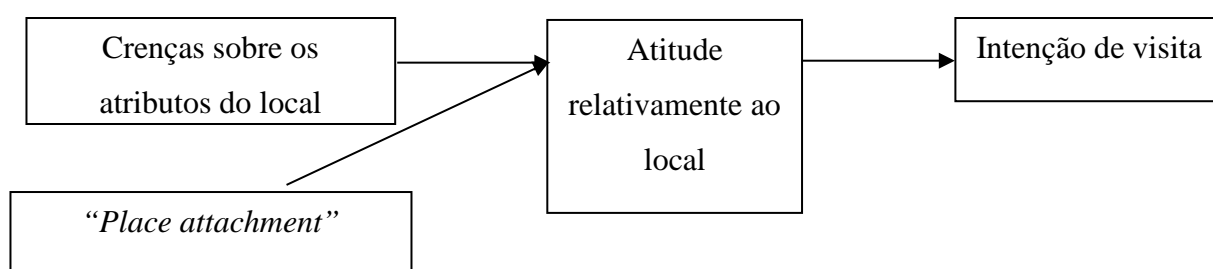 Crenças sobre os
atributos do local
Atitude
relativamente ao
local
Intenção de visita
“Place attachment”